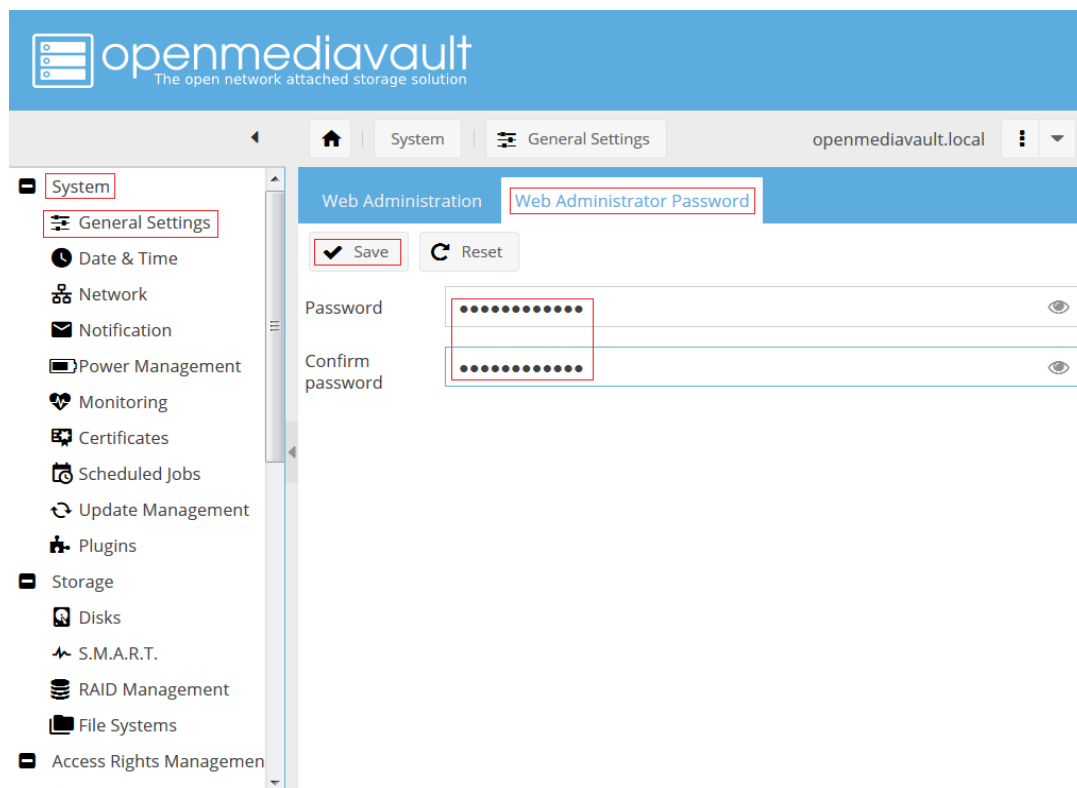 openmediavault
The open network attached storage solution
System
General Settings
openmediavault.local
System
General Settings
Date & Time
Network
Notification
Power Management
Monitoring
Certificates
Scheduled Jobs
Update Management
Plugins
Storage
Disks
S.M.A.R.T.
RAID Management
File Systems
Access Rights Managemen
Web Administration
Web Administrator Password
Save
Reset
Password
●●●●●●●●●●●●
Confirm
password
●●●●●●●●●●●●